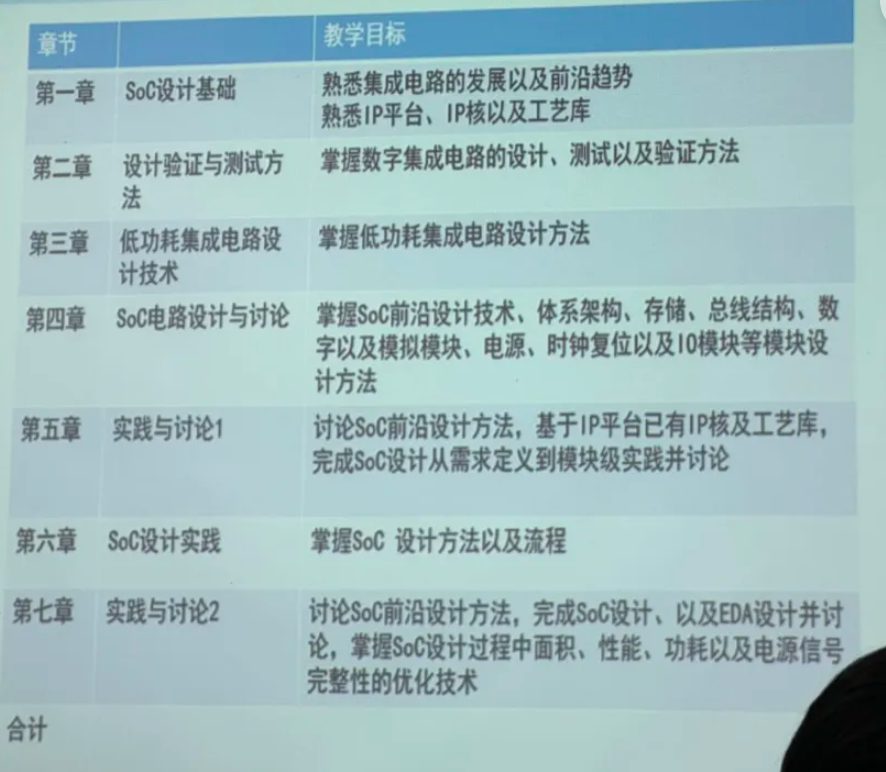 章节 教学目标
第一章 SoC设计基础 熟悉集成电路的发展以及前沿趋势
熟悉IP平台、IP核以及工艺库
第二章 设计验证与测试方 掌握数字集成电路的设计、测试以及验证方法
法
第三章 低功耗集成电路设 掌握低功耗集成电路设计方法
计技术
第四章 SoC电路设计与讨论 掌握SoC前沿设计技术、体系架构、存储、总线结构、数
字以及模拟模块、电源、时钟复位以及IO模块等模块设
计方法
第五章 实践与讨论1 讨论SoC前沿设计方法，基于IP平台已有IP核及工艺库，
完成SoC设计从需求定义到模块级实践并讨论
第六章 SoC设计实践 掌握SoC 设计方法以及流程
第七章 实践与讨论2 讨论SoC前沿设计方法，完成SoC设计、以及EDA设计并讨
论，掌握SoC设计过程中面积、性能、功耗以及电源信号
完整性的优化技术
合计